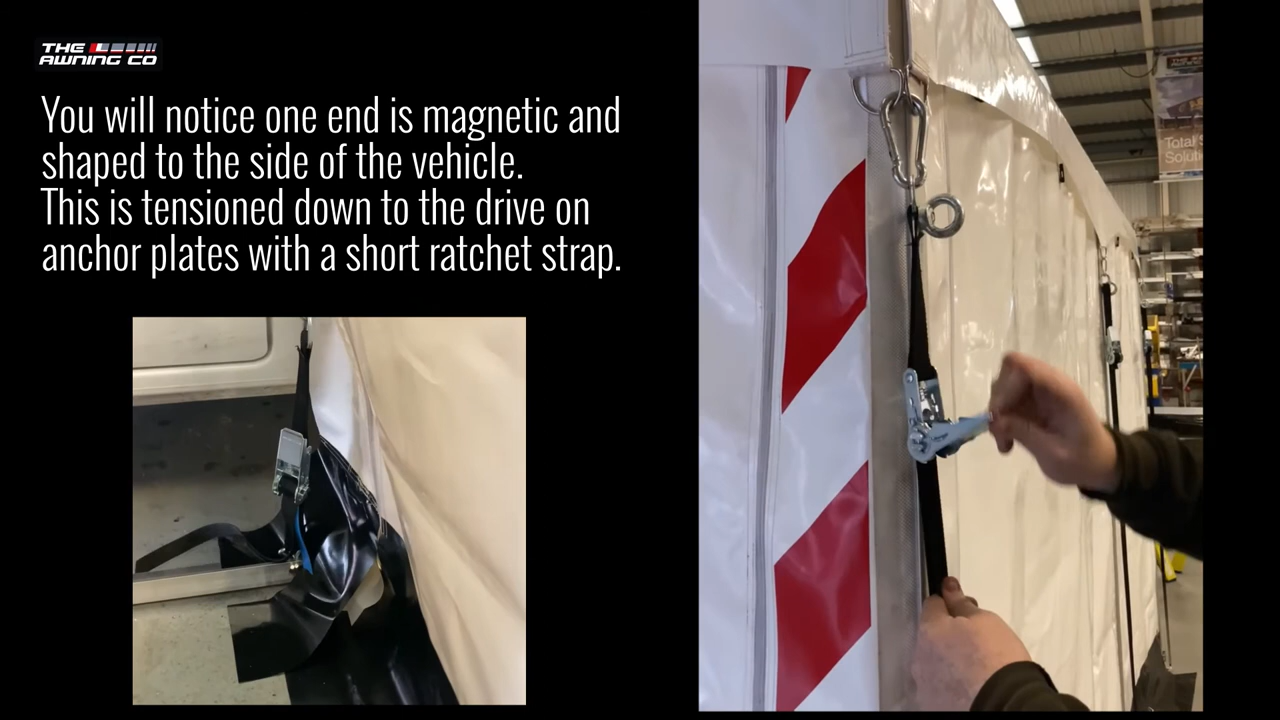 THE
AWNING CO
You will notice one end is magnetic and
shaped to the side of the vehicle.
This is tensioned down to the drive on
anchor plates with a short ratchet strap.
Total